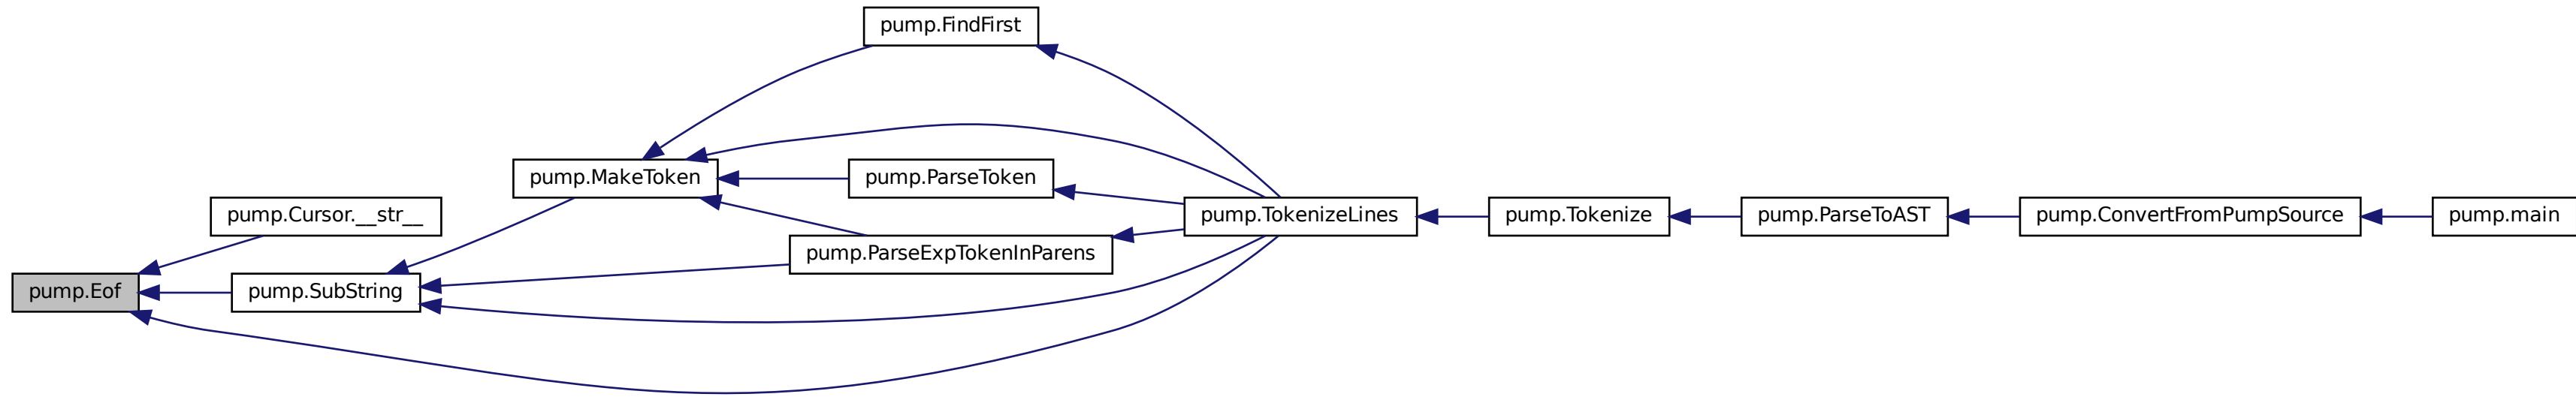 pump.FindFirst
pump.MakeToken
pump.ParseToken
pump.Cursor.__str__
pump.TokenizeLines
pump.Tokenize
pump.ParseToAST
pump.ConvertFromPumpSource
pump.main
pump.ParseExpTokenInParens
pump.Eof
pump.SubString